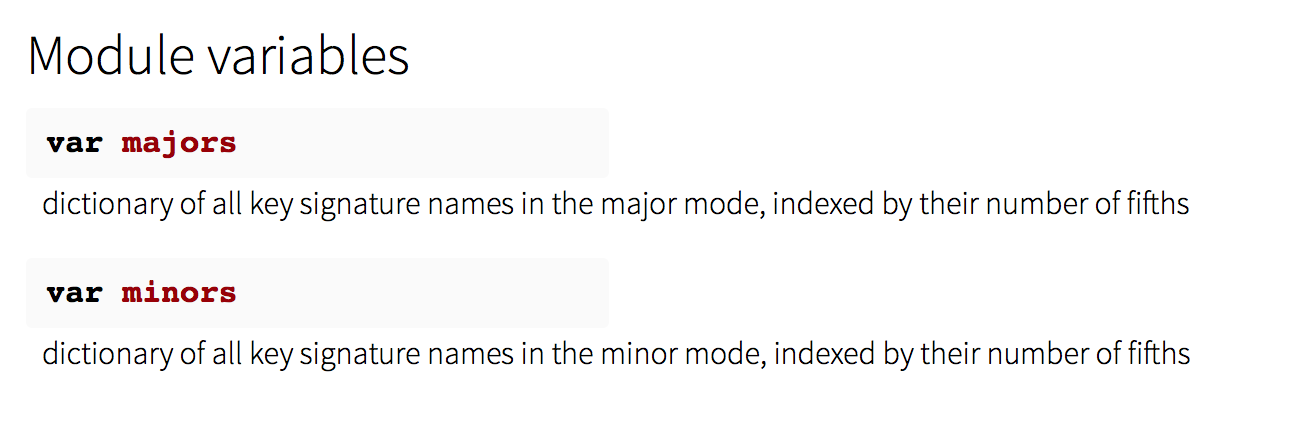 Module variables
var majors
dictionary of all key signature names in the major mode, indexed by their number of fifths
var minors
dictionary of all key signature names in the minor mode, indexed by their number of fifths